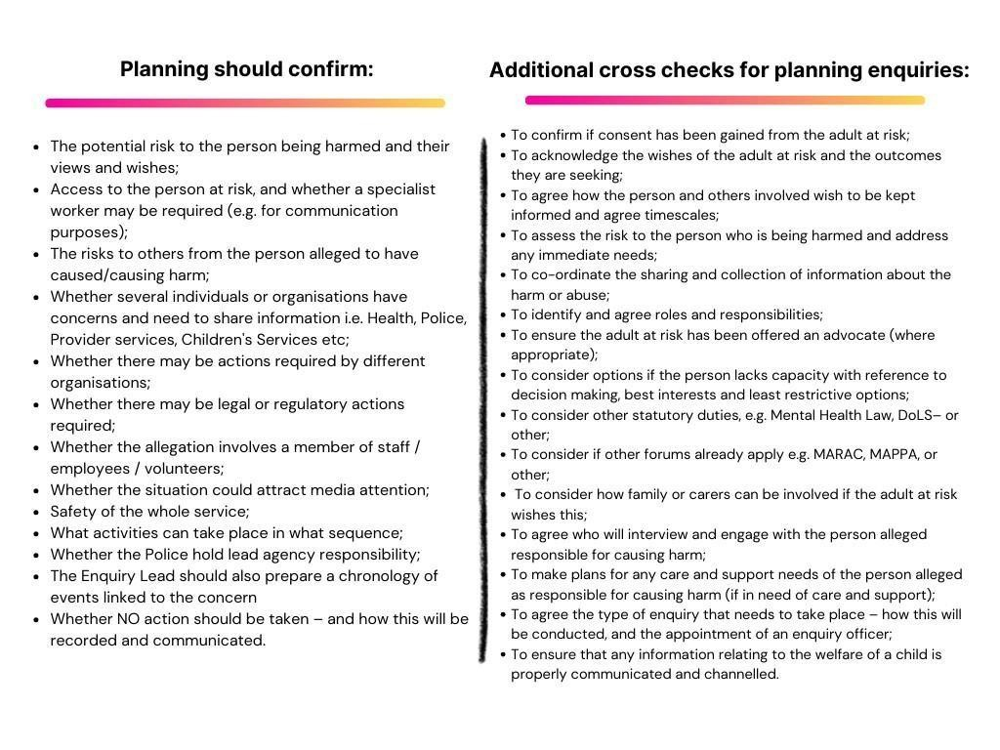 Planning should confirm:
• The potential risk to the person being harmed and their
views and wishes;
• Access to the person at risk, and whether a specialist
worker may be required (e.g. for communication
purposes);
• The risks to others from the person alleged to have
caused/causing harm;
• Whether several individuals or organisations have
concerns and need to share information i.e. Health, Police,
Provider services, Children's Services etc;
• Whether there may be actions required by different
organisations;
• Whether there may be legal or regulatory actions
required;
• Whether the allegation involves a member of staff /
employees / volunteers;
• Whether the situation could attract media attention;
• Safety of the whole service;
• What activities can take place in what sequence;
• Whether the Police hold lead agency responsibility;
• The Enquiry Lead should also prepare a chronology of
events linked to the concern
• Whether NO action should be taken – and how this will be
recorded and communicated.
Additional cross checks for planning enquiries:
• To confirm if consent has been gained from the adult at risk;
• To acknowledge the wishes of the adult at risk and the outcomes
they are seeking;
• To agree how the person and others involved wish to be kept
informed and agree timescales;
• To assess the risk to the person who is being harmed and address
any immediate needs;
• To co-ordinate the sharing and collection of information about the
harm or abuse;
• To identify and agree roles and responsibilities;
• To ensure the adult at risk has been offered an advocate (where
appropriate);
• To consider options if the person lacks capacity with reference to
decision making, best interests and least restrictive options;
• To consider other statutory duties, e.g. Mental Health Law, DoLS– or
other;
• To consider if other forums already apply e.g. MARAC, MAPPA, or
other;
• To consider how family or carers can be involved if the adult at risk
wishes this;
• To agree who will interview and engage with the person alleged
responsible for causing harm;
• To make plans for any care and support needs of the person alleged
as responsible for causing harm (if in need of care and support);
• To agree the type of enquiry that needs to take place – how this will
be conducted, and the appointment of an enquiry officer;
• To ensure that any information relating to the welfare of a child is
properly communicated and channelled.